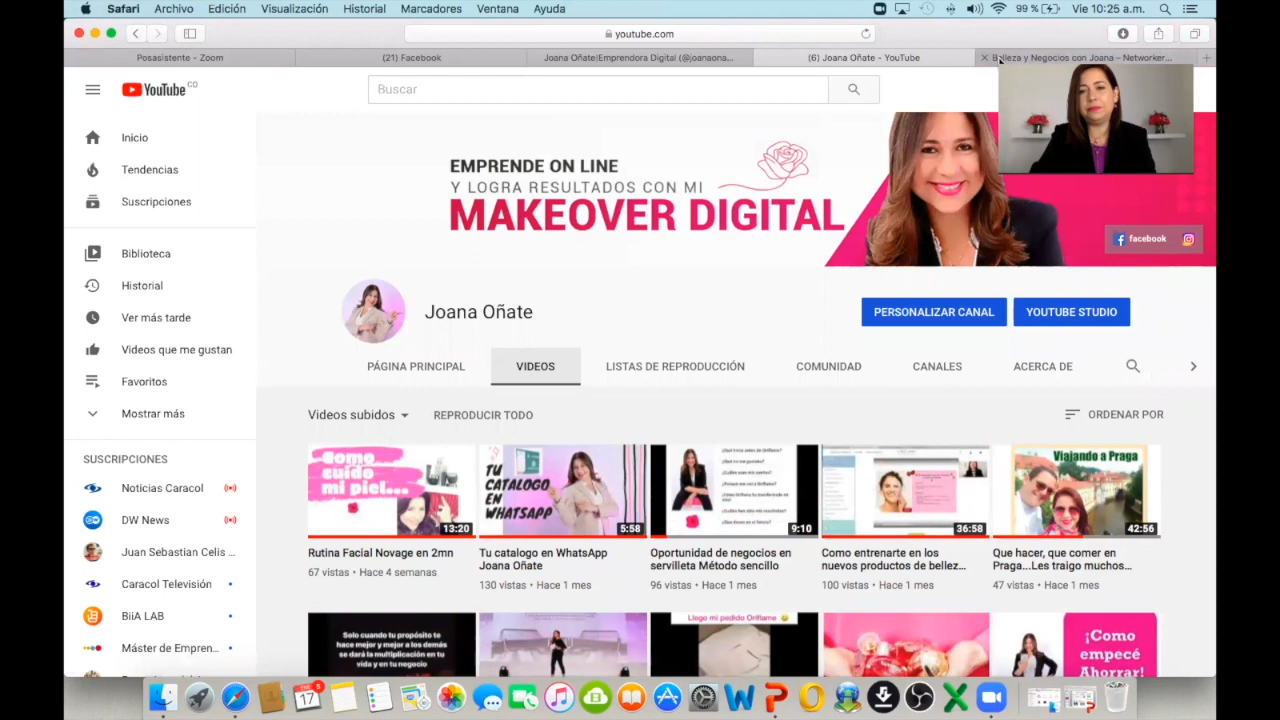 Safari Archivo Edición Visualización Historial Marcadores Ventana Ayuda 99 % Vie 10:25 a.m.
youtube.com
Posasistente - Zoom (21) Facebook Joana Oñate|Emprendora Digital (@joanaona... (6) Joana Oñate - YouTube Belleza y Negocios con Joana – Networker...
YouTube CO
Buscar
Inicio
Tendencias
Suscripciones
Biblioteca
Historial
Ver más tarde
Videos que me gustan
Favoritos
Mostrar más
SUSCRIPCIONES
Noticias Caracol
DW News
Juan Sebastian Celis ...
Caracol Televisión
BiiA LAB
Máster de Empren...
EMPRENDE ON LINE
Y LOGRA RESULTADOS CON MI
MAKEOVER DIGITAL
facebook
Joana Oñate
PERSONALIZAR CANAL YOUTUBE STUDIO
PÁGINA PRINCIPAL VIDEOS LISTAS DE REPRODUCCIÓN COMUNIDAD CANALES ACERCA DE
Videos subidos REPRODUCIR TODO ORDENAR POR
Como
cuido
mi piel...
13:20
Rutina Facial Novage en 2mn
67 vistas • Hace 4 semanas
TU
CATALOGO
EN
WHATSAPP
5:58
Tu catalogo en WhatsApp
Joana Oñate
130 vistas • Hace 1 mes
9:10
Oportunidad de negocios en
servilleta Método sencillo
96 vistas • Hace 1 mes
36:58
Como entrenarte en los
nuevos productos de bellez...
100 vistas • Hace 1 mes
Viajando a Praga
42:56
Que hacer, que comer en
Praga...Les traigo muchos...
47 vistas • Hace 1 mes
Solo cuando tu propósito te
hace mejor y mejor a los demás
se dará la multiplicación en tu
vida y en tu negocio
Llego mi pedido Oriflame
¡Como
empecé
Ahorrar!
17
5